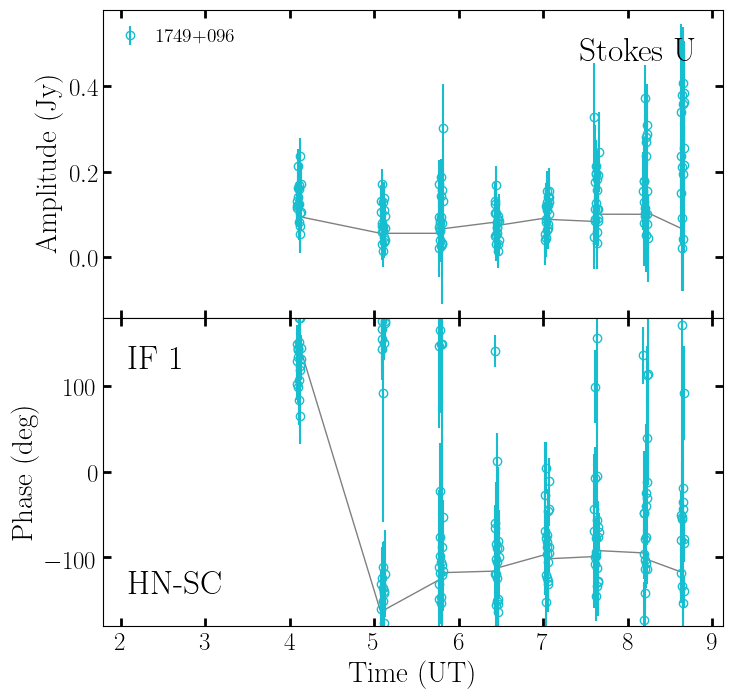 1749+096
Stokes U
Amplitude (Jy)
0.4
0.2
0.0
IF 1
HN-SC
Phase (deg)
100
0
−100
2 3 4 5 6 7 8 9
Time (UT)